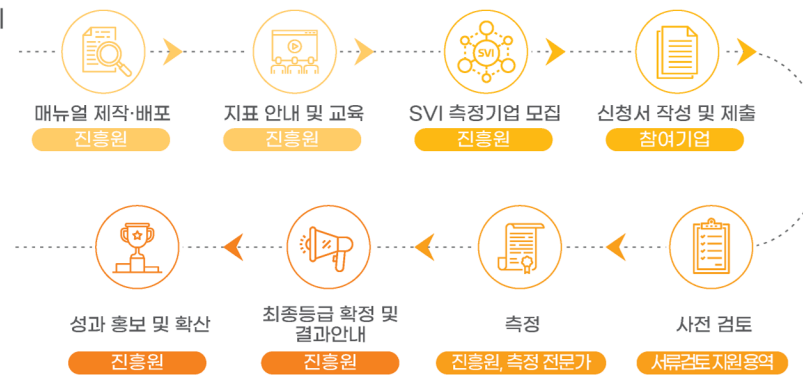 SVI
매뉴얼 제작·배포
진흥원
지표 안내 및 교육
진흥원
SVI 측정기업 모집
진흥원
신청서 작성 및 제출
참여기업
사전 검토
서류검토 지원 용역
측정
진흥원, 측정 전문가
최종등급 확정 및
결과안내
진흥원
성과 홍보 및 확산
진흥원